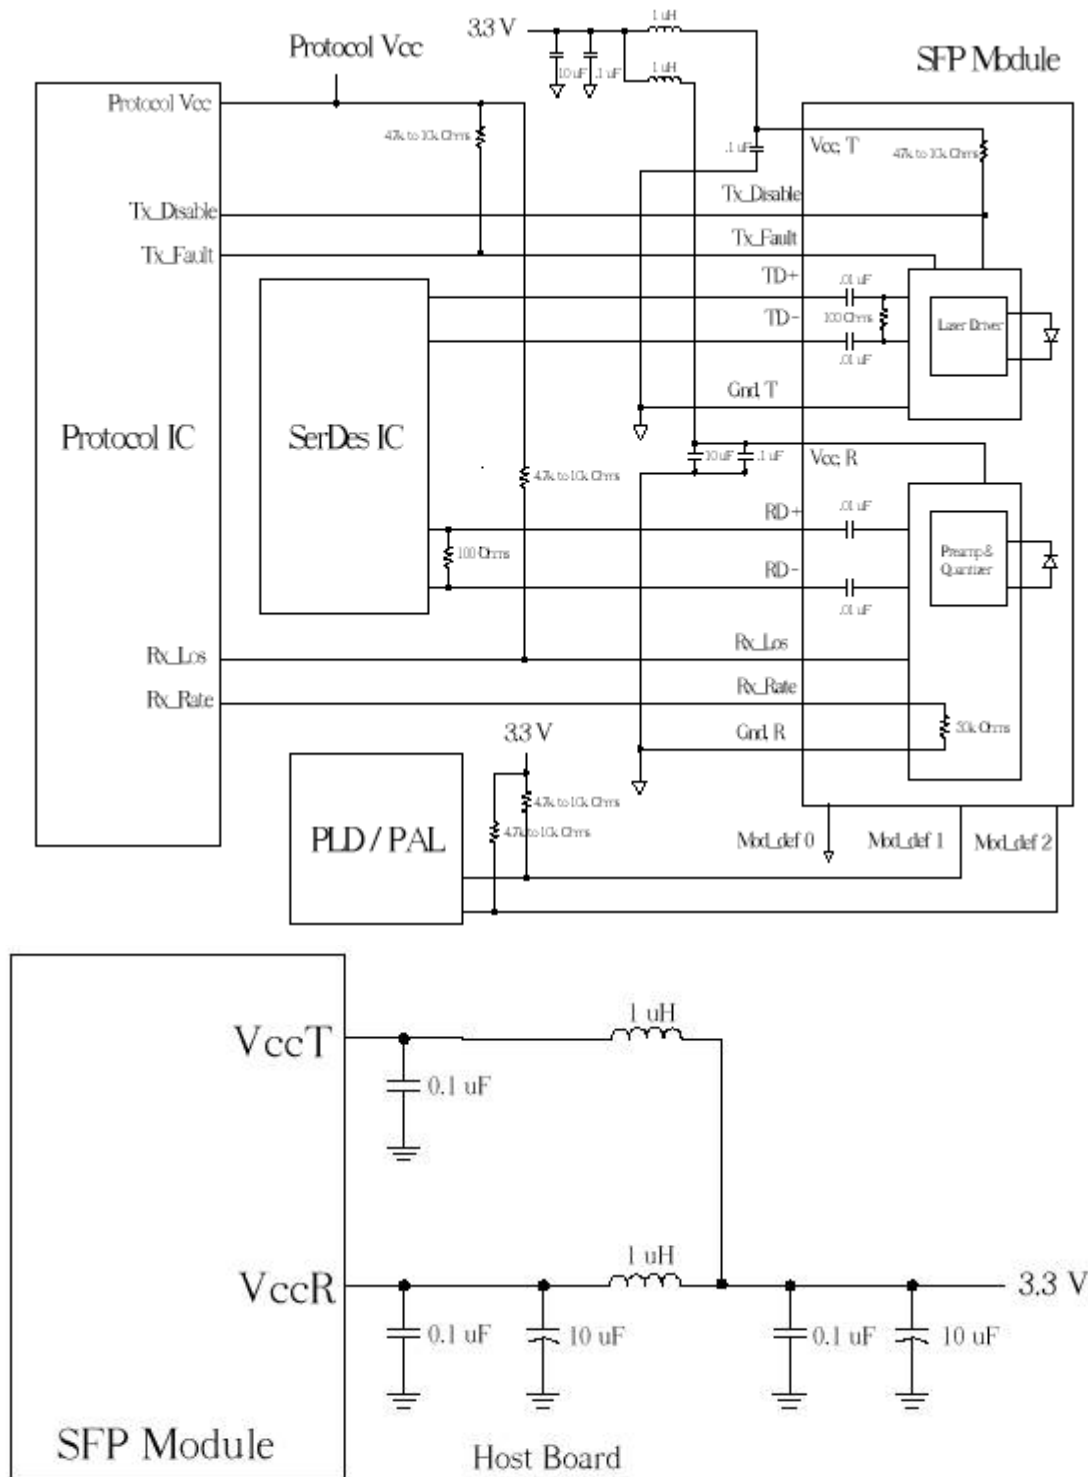 1 uH
3.3 V
Protocol Vcc
1 uH
SFP Module
10 uF
.1 uF
Protocol Vcc
4.7k to 10k Ohms
.1 uF
Vcc, T
4.7k to 10k Ohms
Tx_Disable
Tx_Disable
Tx_Fault
Tx_Fault
TD+
.01 uF
TD-
100 Ohms
Laser Driver
.01 uF
Gnd, T
Protocol IC
SerDes IC
10 uF
.1 uF
Vcc, R
4.7k to 10k Ohms
.01 uF
RD+
100 Ohms
RD-
Preamp &
Quantizer
.01 uF
Rx_Los
Rx_Los
Rx_Rate
Rx_Rate
Gnd, R
33k Ohms
3.3 V
4.7k to 10k Ohms
4.7k to 10k Ohms
PLD / PAL
Mod_def 0
Mod_def 1
Mod_def 2
1 uH
VccT
0.1 uF
1 uH
VccR
3.3 V
0.1 uF
10 uF
0.1 uF
10 uF
SFP Module
Host Board